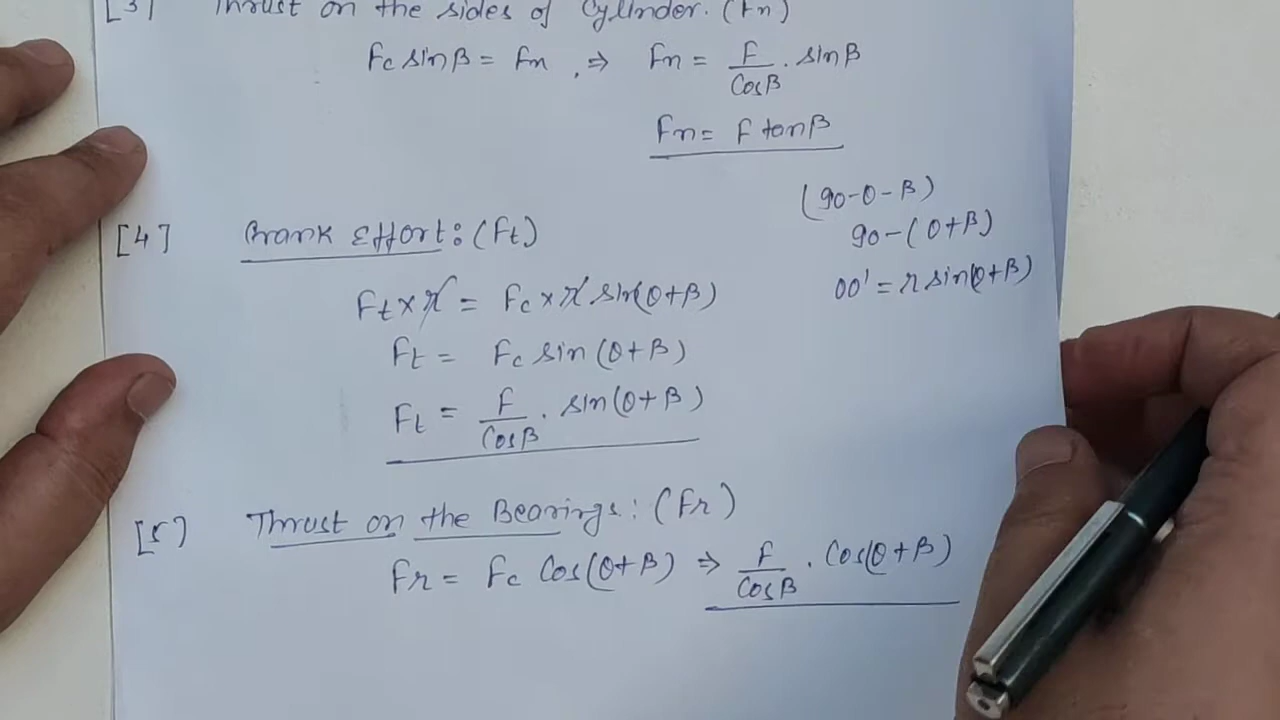 [3] Thrust on the sides of Cylinder. (Fn)
Fc sinβ = Fn , ⇒ Fn = F/Cosβ . sinβ
Fn = F tanβ
(90-θ-β)
[4] Crank Effort: (Ft)
90-(θ+β)
Ft × r = Fc × r sin(θ+β)
OO' = r sin(θ+β)
Ft = Fc sin (θ+β)
Ft = F/Cosβ . sin(θ+β)
[5] Thrust on the Bearings: (Fr)
Fr = Fc Cos(θ+β) ⇒ F/Cosβ . Cos(θ+β)